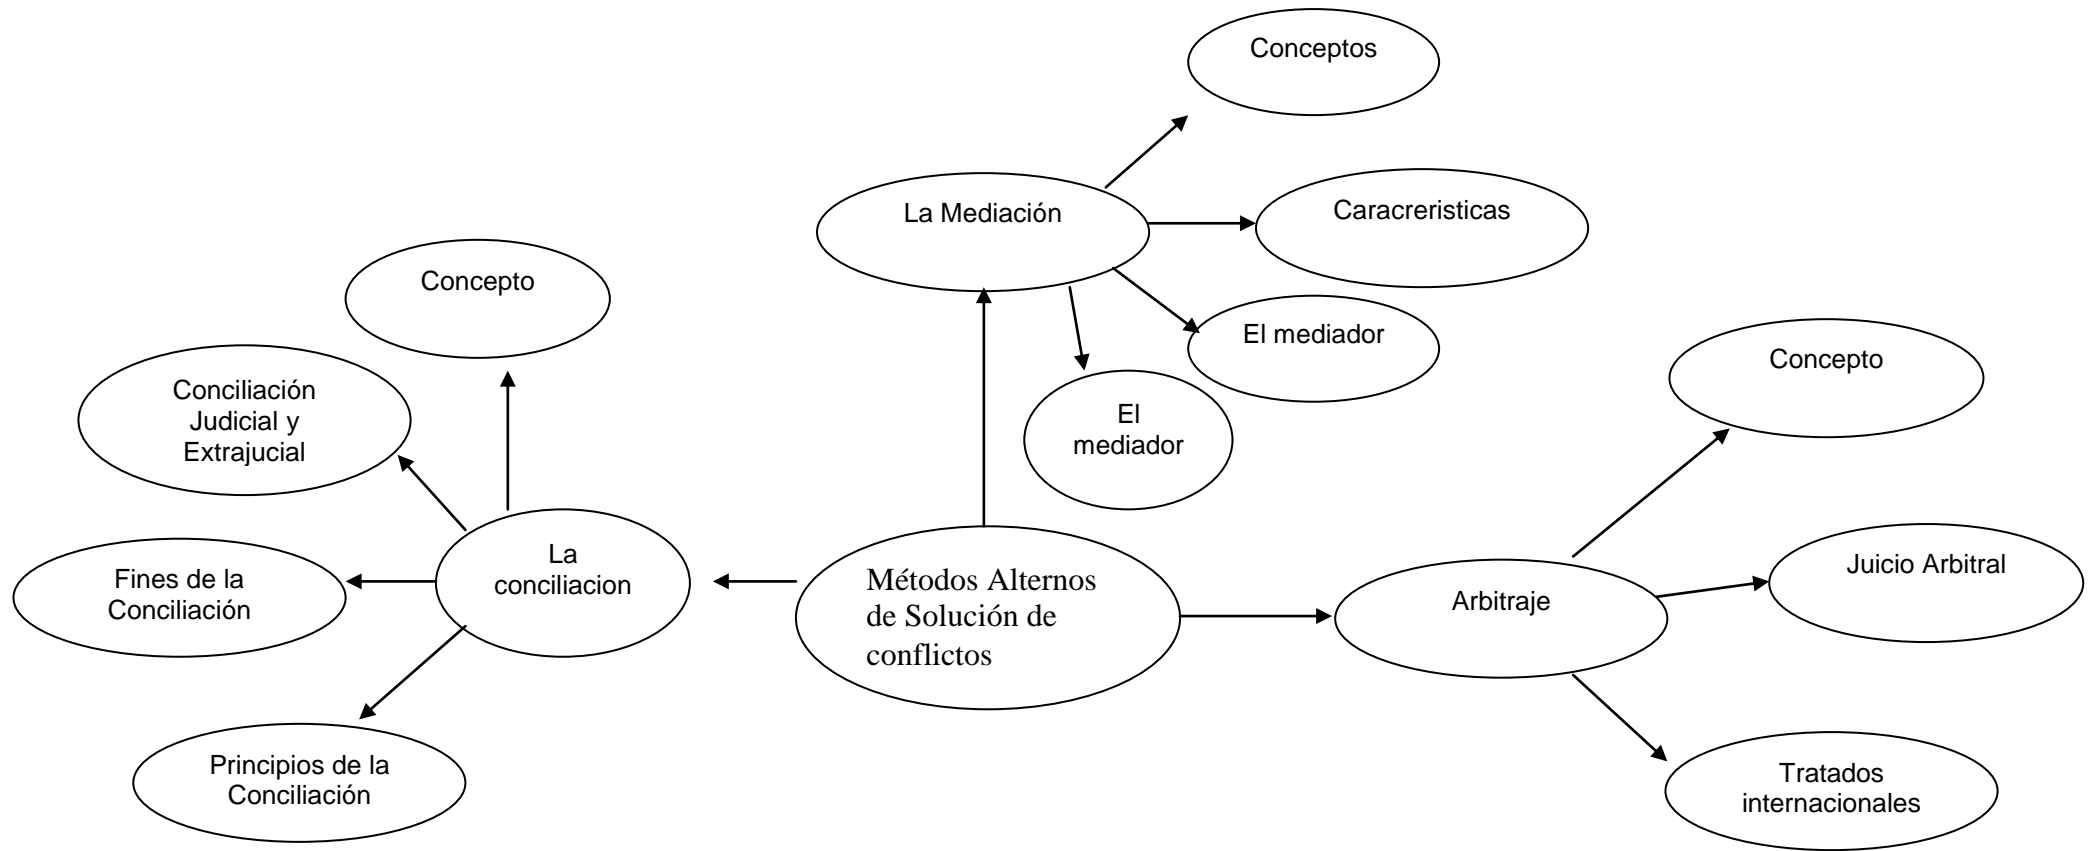 Conceptos
La Mediación
Caracreristicas
El mediador
El
mediador
Concepto
Conciliación
Judicial y
Extrajucial
La
conciliacion
Fines de la
Conciliación
Principios de la
Conciliación
Métodos Alternos
de Solución de
conflictos
Concepto
Arbitraje
Juicio Arbitral
Tratados
internacionales